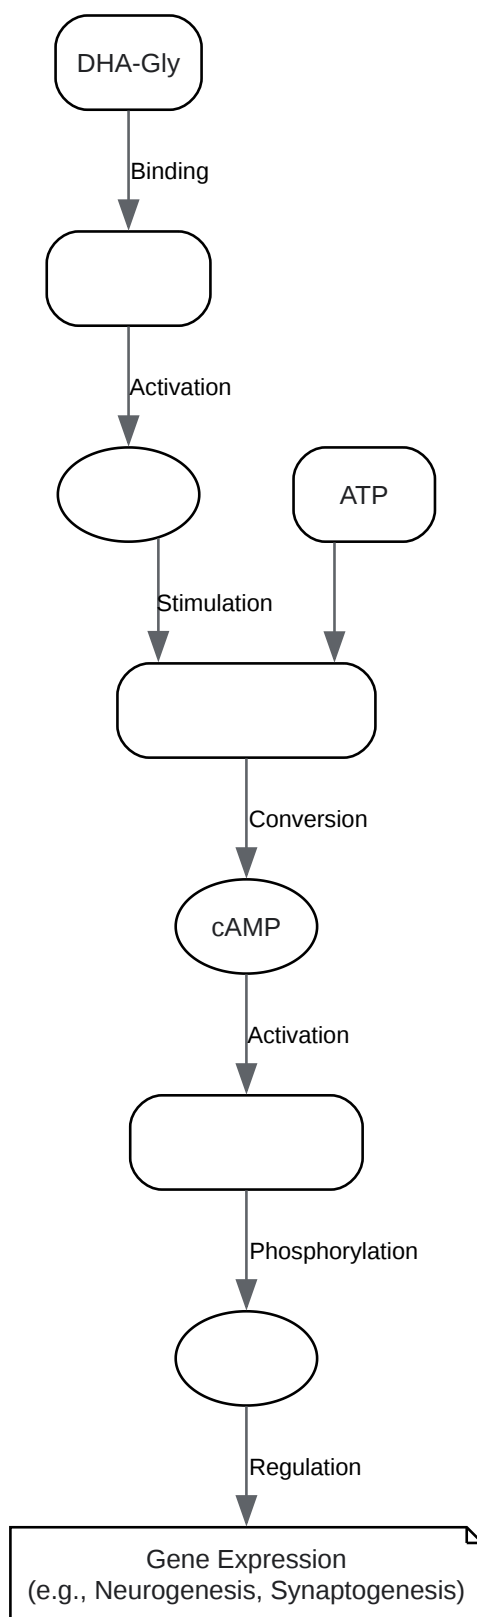 DHA-Gly
Binding
Activation
ATP
Stimulation
Conversion
cAMP
Activation
Phosphorylation
Regulation
Gene Expression
(e.g., Neurogenesis, Synaptogenesis)